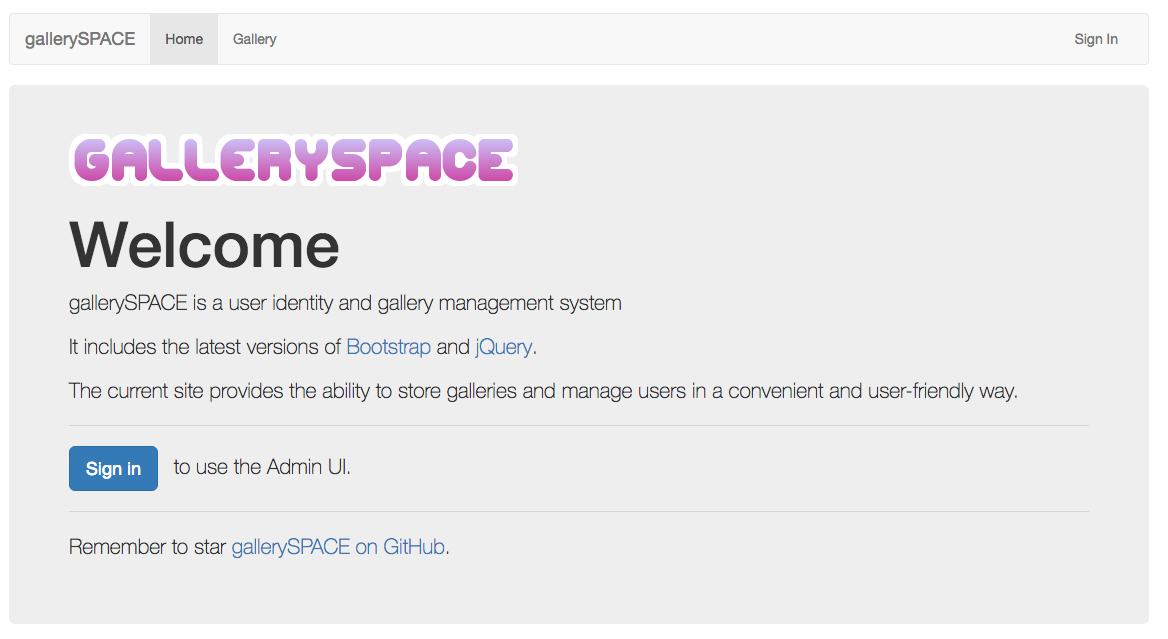 gallerySPACE Home Gallery Sign In
GALLERYSPACE
Welcome
gallerySPACE is a user identity and gallery management system
It includes the latest versions of Bootstrap and jQuery.
The current site provides the ability to store galleries and manage users in a convenient and user-friendly way.
Sign in to use the Admin UI.
Remember to star gallerySPACE on GitHub.